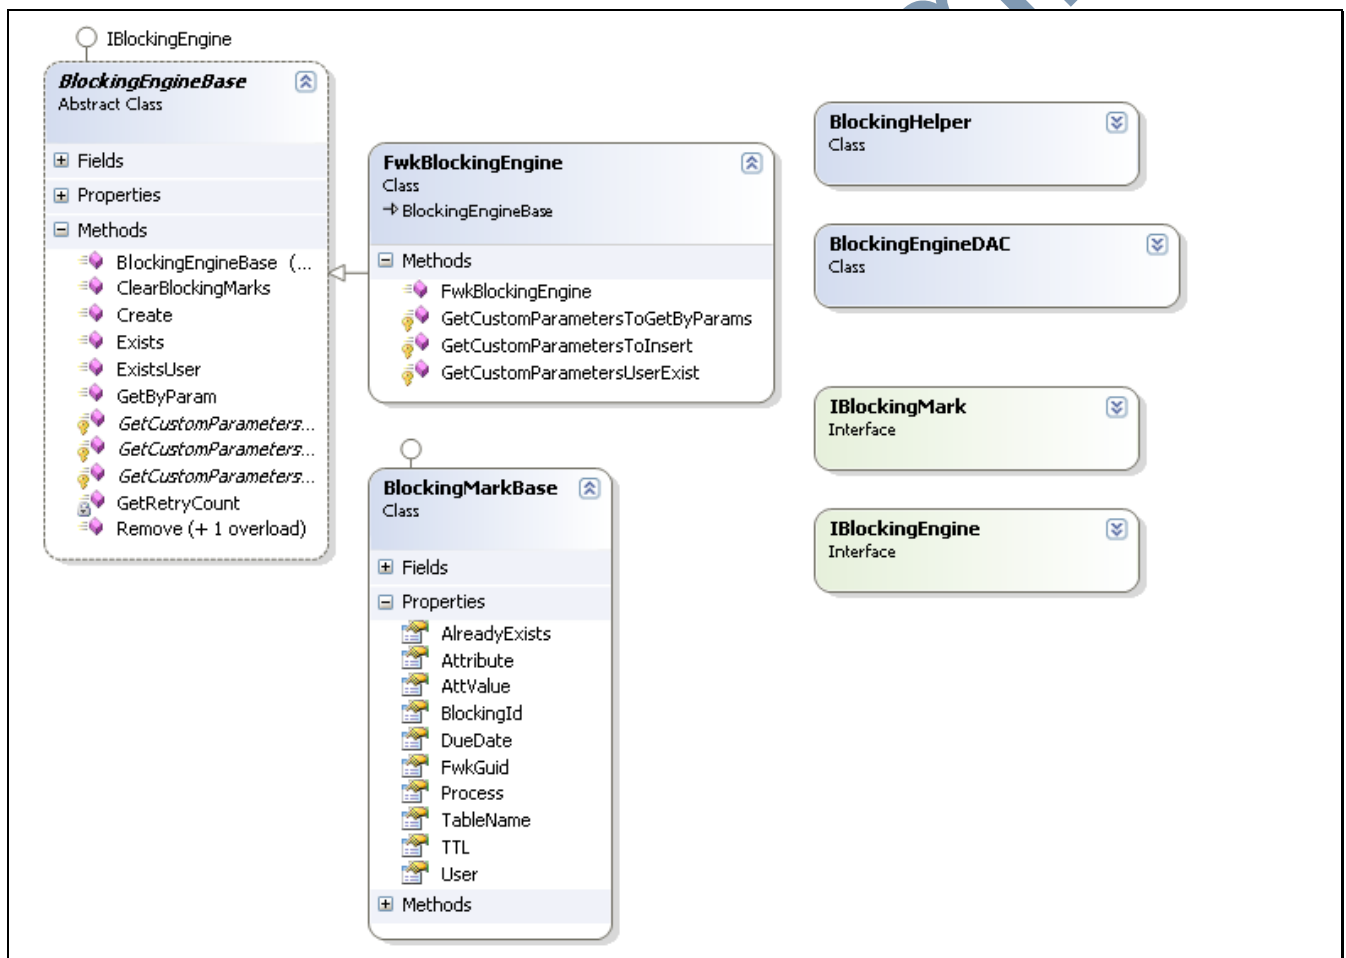 IBlockingEngine
BlockingEngineBase
Abstract Class
Fields
Properties
Methods
BlockingEngineBase (...
ClearBlockingMarks
Create
Exists
ExistsUser
GetByParam
GetCustomParameters...
GetCustomParameters...
GetCustomParameters...
GetRetryCount
Remove (+ 1 overload)
FwkBlockingEngine
Class
BlockingEngineBase
Methods
FwkBlockingEngine
GetCustomParametersToGetByParams
GetCustomParametersToInsert
GetCustomParametersUserExist
BlockingMarkBase
Class
Fields
Properties
AlreadyExists
Attribute
AttValue
BlockingId
DueDate
FwkGuid
Process
TableName
TTL
User
Methods
BlockingHelper
Class
BlockingEngineDAC
Class
IBlockingMark
Interface
IBlockingEngine
Interface